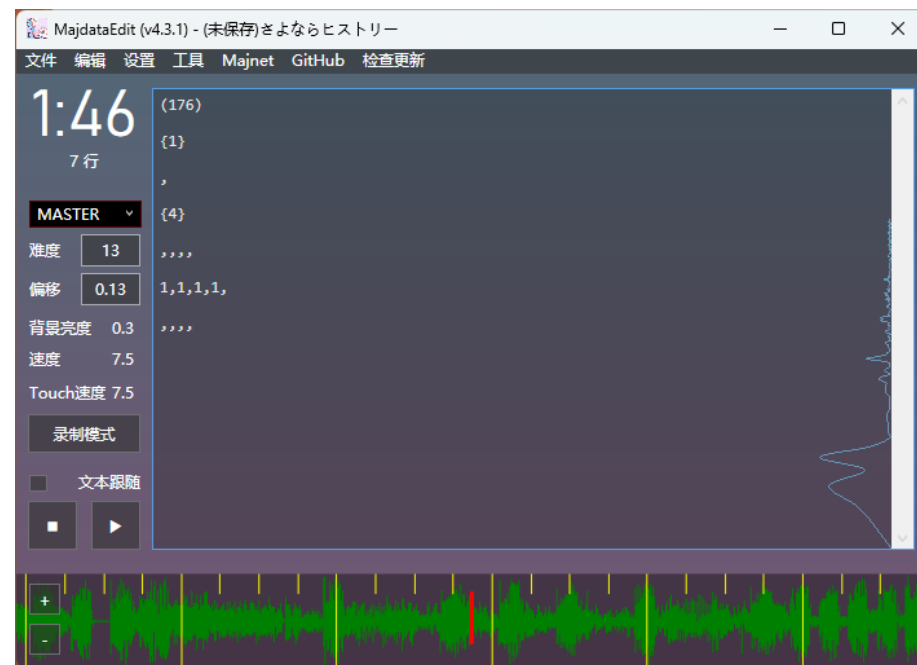 MajdataEdit (v4.3.1) - (未保存)さよならヒストリー
文件 编辑 设置 工具 Majnet GitHub 检查更新
1:46
7 行
MASTER
难度 13
偏移 0.13
背景亮度 0.3
速度 7.5
Touch速度 7.5
录制模式
文本跟随
(176)
{1}
,
{4}
,,,,
1,1,1,1,
,,,,
+
-